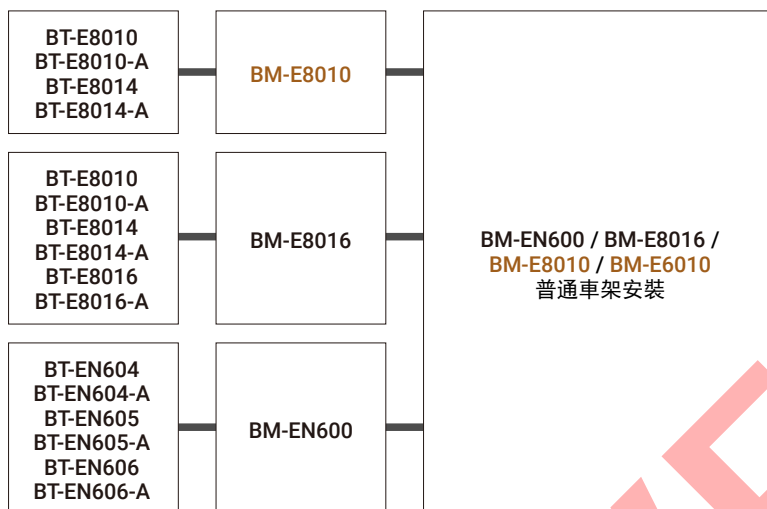 BT-E8010
BT-E8010-A
BT-E8014
BT-E8014-A
BM-E8010
BT-E8010
BT-E8010-A
BT-E8014
BT-E8014-A
BT-E8016
BT-E8016-A
BM-E8016
BT-EN604
BT-EN604-A
BT-EN605
BT-EN605-A
BT-EN606
BT-EN606-A
BM-EN600
BM-EN600 / BM-E8016 /
BM-E8010 / BM-E6010
普通車架安裝